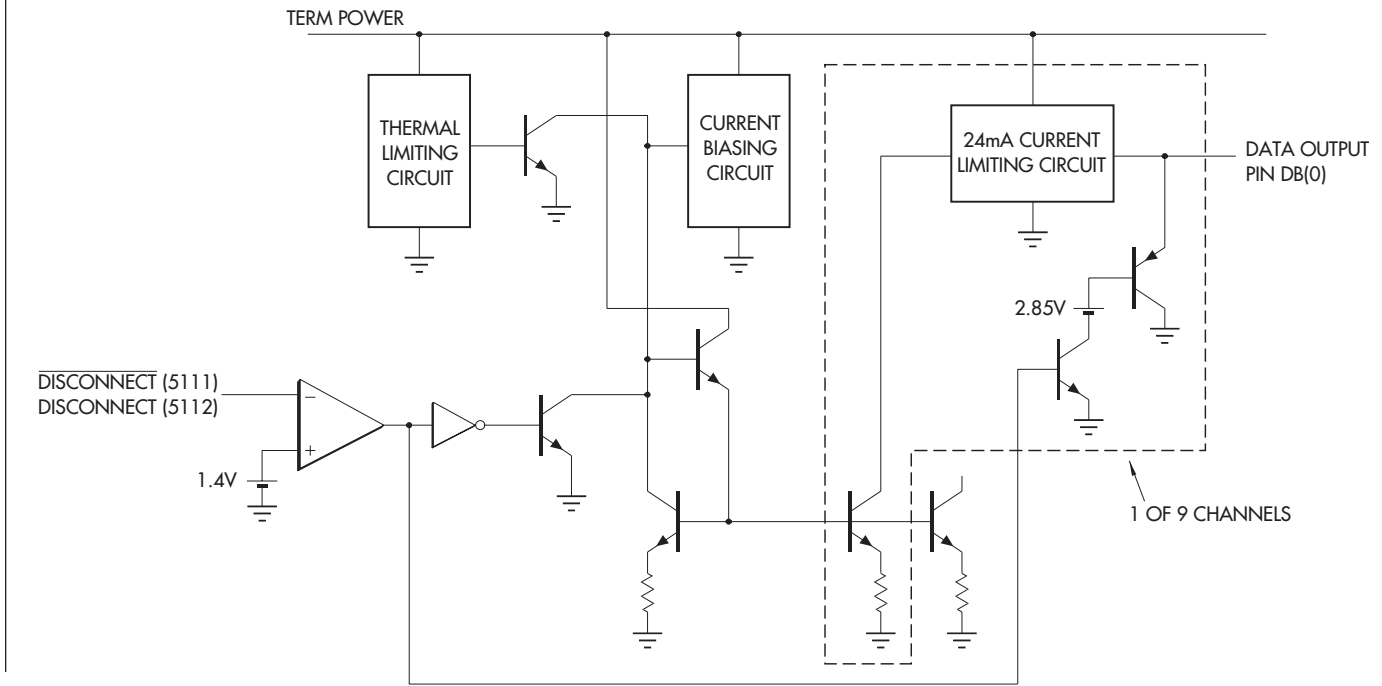 TERM POWER
THERMAL
LIMITING
CIRCUIT
CURRENT
BIASING
CIRCUIT
24mA CURRENT
LIMITING CIRCUIT
DATA OUTPUT
PIN DB(0)
2.85V
DISCONNECT (5111)
DISCONNECT (5112)
−
+
1.4V
1 OF 9 CHANNELS